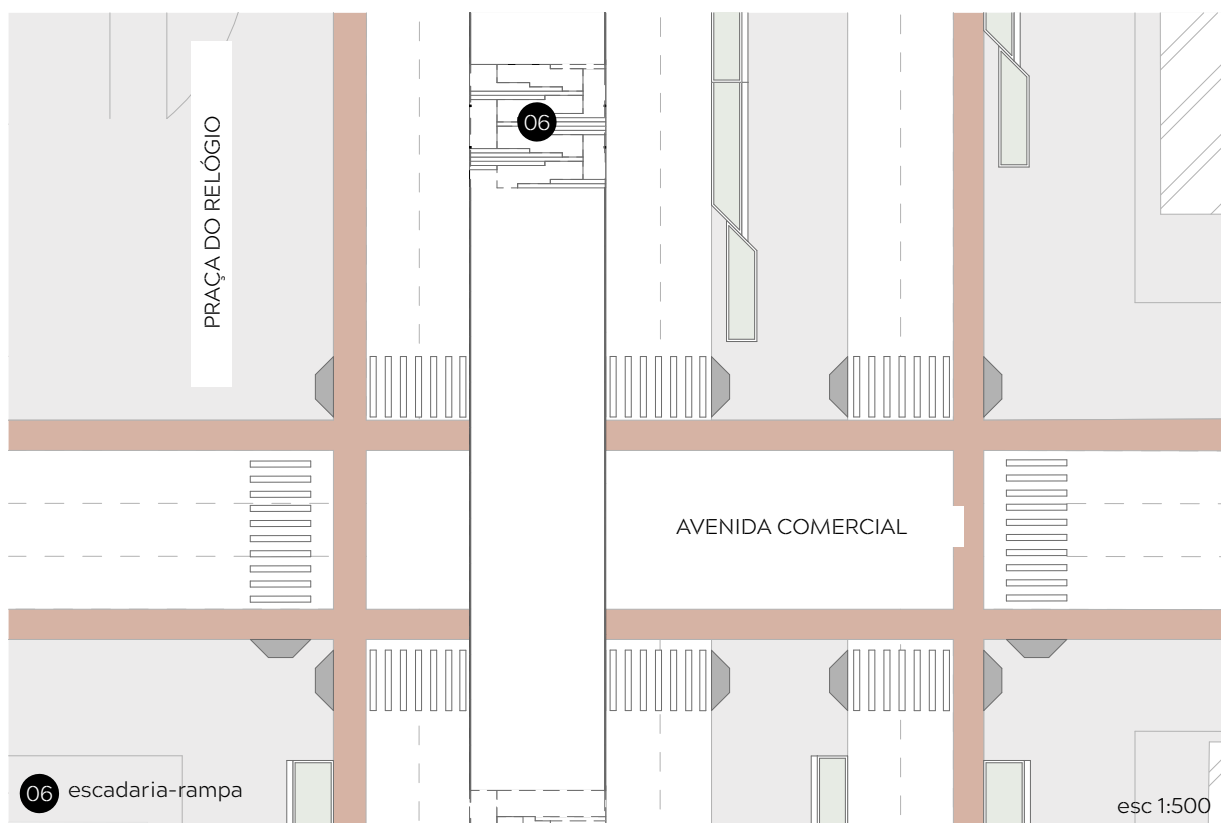 06
PRAÇA DO RELÓGIO
AVENIDA COMERCIAL
06 escadaria-rampa
esc 1:500